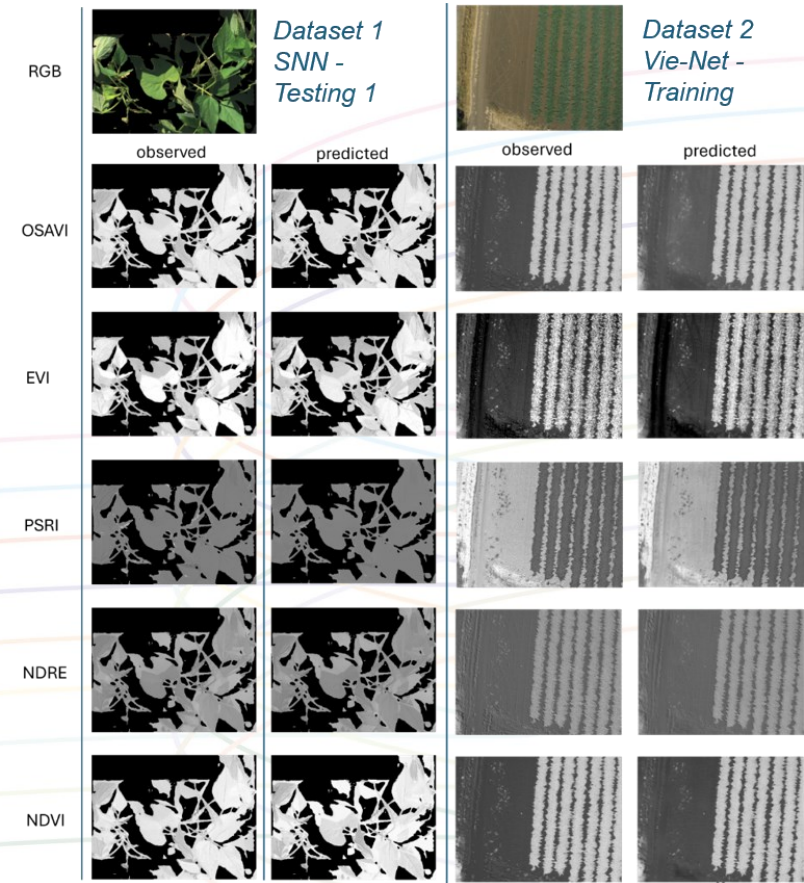 RGB
Dataset 1
SNN -
Testing 1
Dataset 2
Vie-Net -
Training
observed
predicted
observed
predicted
OSAVI
EVI
PSRI
NDRE
NDVI